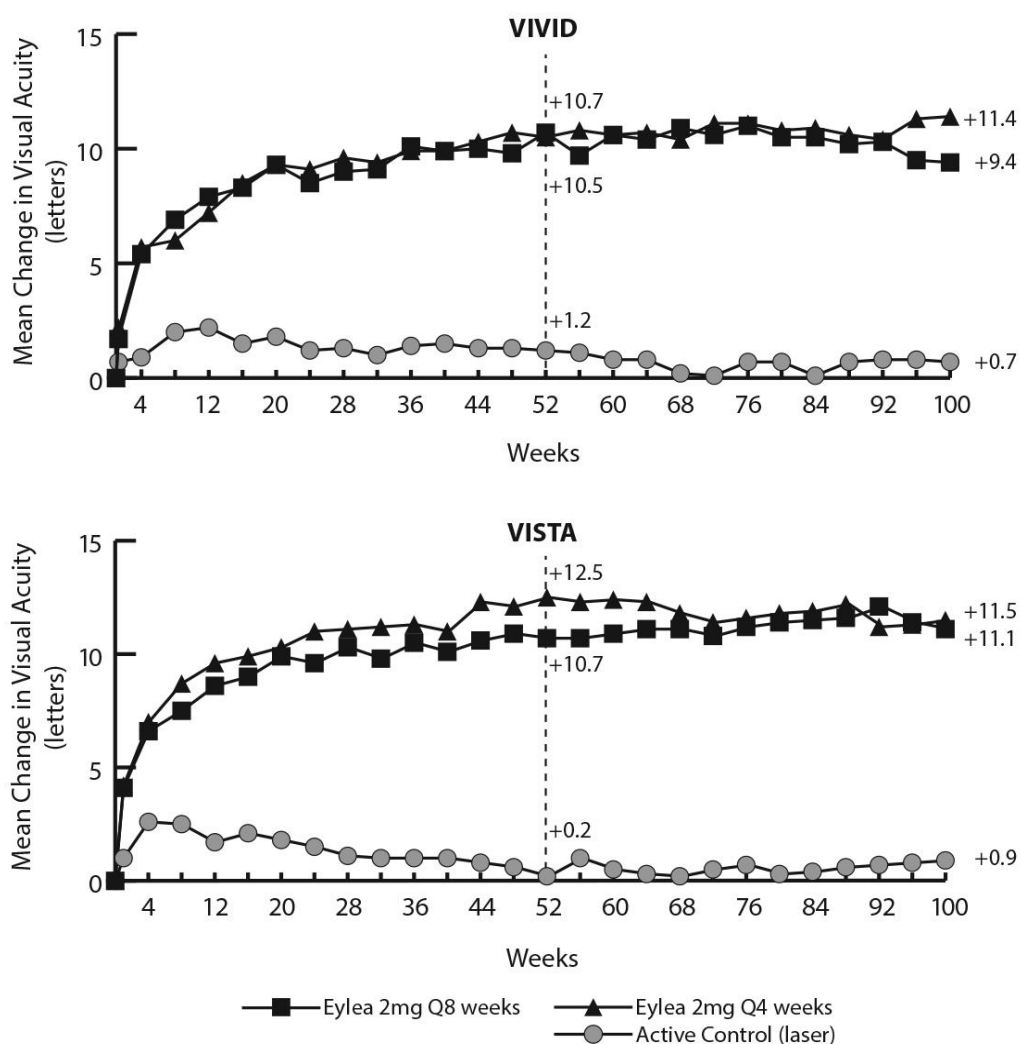 VIVID
Mean Change in Visual Acuity
(letters)
15
10
5
0
+10.7
+10.5
+1.2
+11.4
+9.4
+0.7
4 12 20 28 36 44 52 60 68 76 84 92 100
Weeks
VISTA
Mean Change in Visual Acuity
(letters)
15
10
5
0
+12.5
+10.7
+0.2
+11.5
+11.1
+0.9
4 12 20 28 36 44 52 60 68 76 84 92 100
Weeks
Eylea 2mg Q8 weeks
Eylea 2mg Q4 weeks
Active Control (laser)